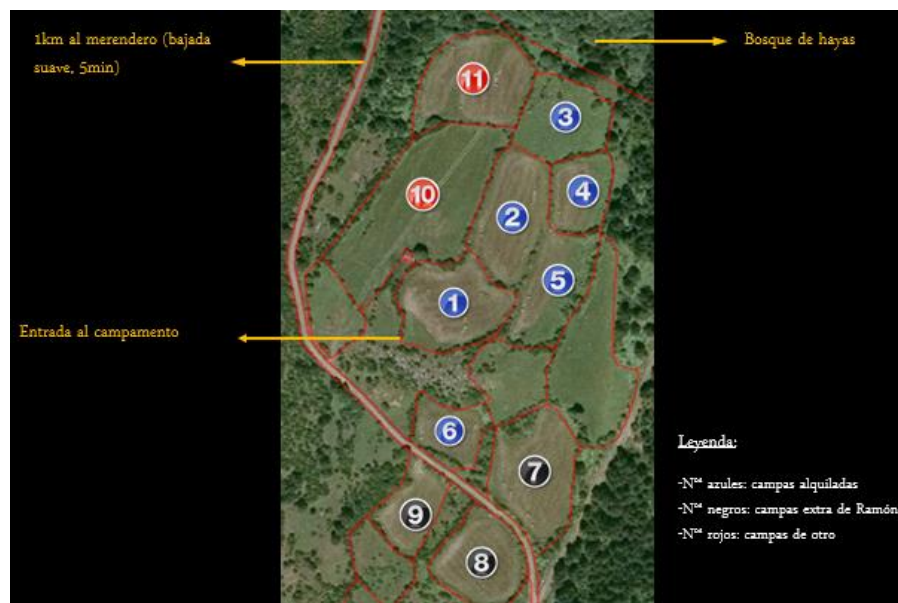 1km al merendero (bajada
suave, 5min)
Bosque de hayas
11
3
4
10
2
5
1
Entrada al campamento
6
7
9
8
Leyenda:
-Nºˢ azules: campas alquiladas
-Nºˢ negros: campas extra de Ramón
-Nºˢ rojos: campas de otro